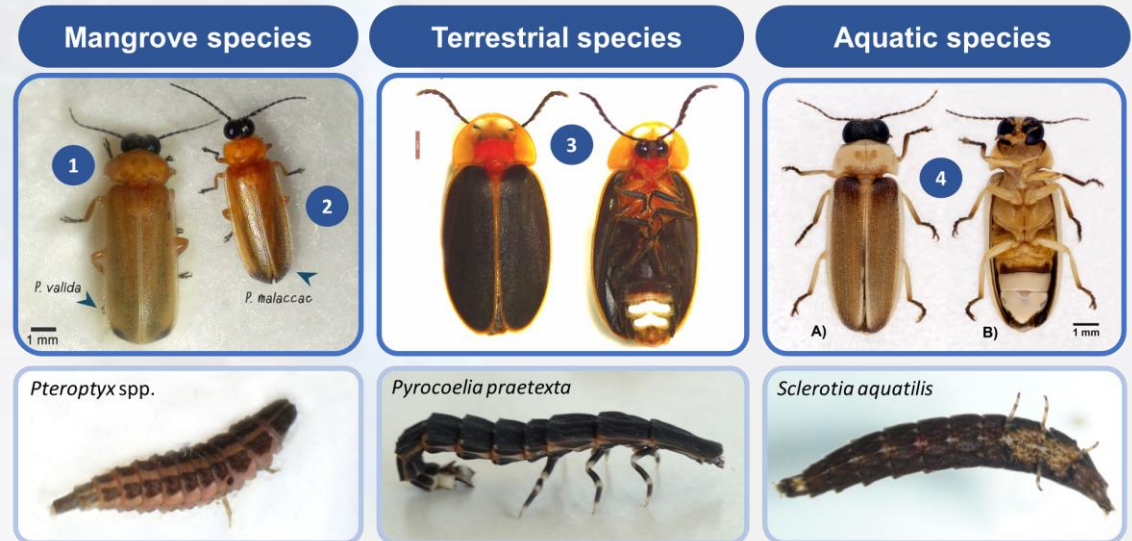 Mangrove species
Terrestrial species
Aquatic species
1
2
P. valida
P. malaccae
1 mm
3
4
A)
B)
1 mm
Pteroptyx spp.
Pyrocoelia praetexta
Sclerotia aquatilis